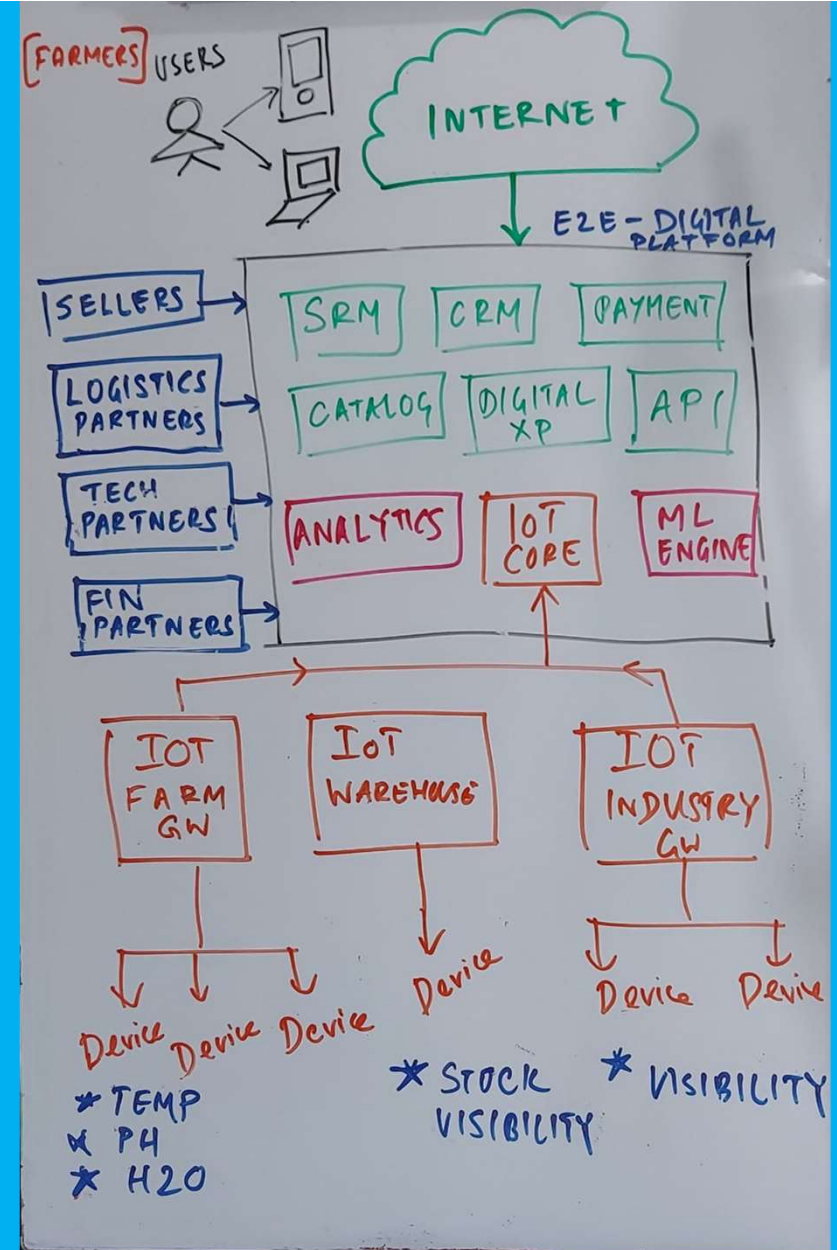 [FARMERS] USERS
INTERNET
E2E - DIGITAL
PLATFORM
SELLERS
LOGISTICS
PARTNERS
TECH
PARTNERS
FIN
PARTNERS
SRM
CRM
PAYMENT
CATALOG
DIGITAL
XP
API
ANALYTICS
IOT
CORE
ML
ENGINE
IOT
FARM
GW
IOT
WAREHOUSE
IOT
INDUSTRY
GW
Device
Device
Device
Device
Device
Device
* TEMP
* PH
* H2O
* STOCK
VISIBILITY
* VISIBILITY